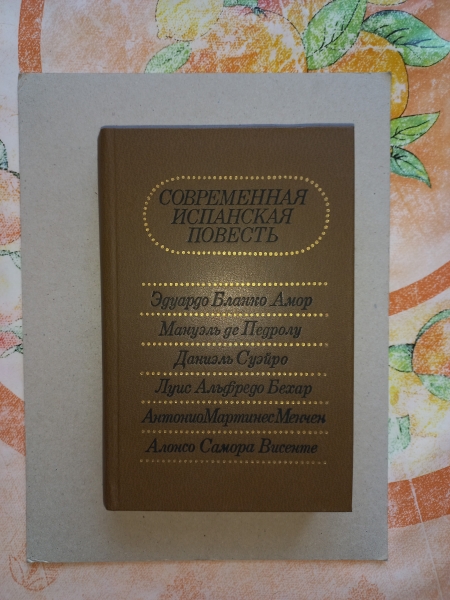 СОВРЕМЕННАЯ
ИСПАНСКАЯ
ПОВЕСТЬ
Эдуардо Бланко Амор
Мануэль де Педролу
Даниэль Суэйро
Луис Альфредо Бехар
Антонио Мартинес Менчен
Алонсо Самора Висенте